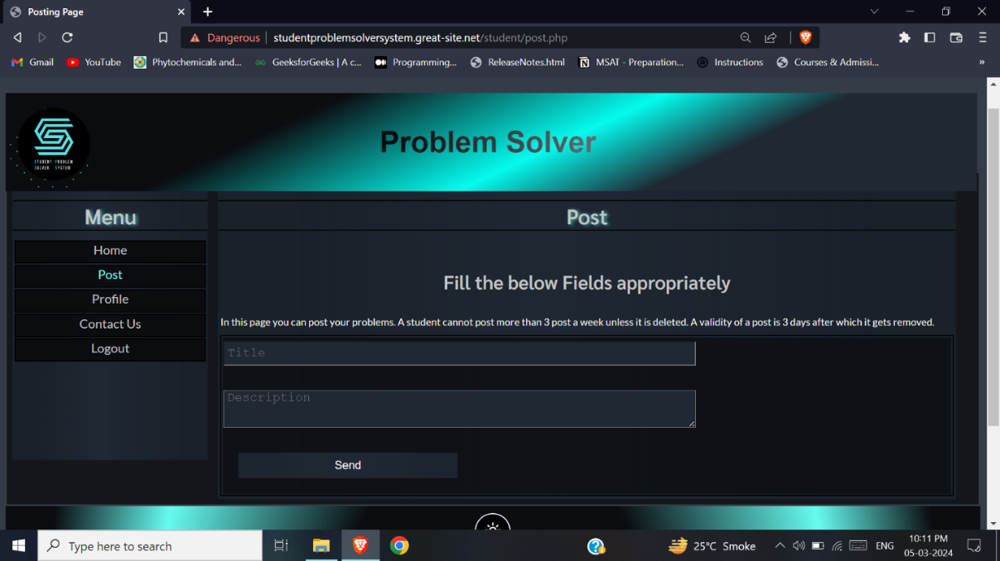 Posting Page
Dangerous studentproblemsolversystem.great-site.net/student/post.php
Gmail YouTube Phytochemicals and... GeeksforGeeks | A c... Programming... ReleaseNotes.html MSAT - Preparation... Instructions Courses & Admissi... »
Problem Solver
STUDENT PROBLEM
SOLVER SYSTEM
Menu
Home
Post
Profile
Contact Us
Logout
Post
Fill the below Fields appropriately
In this page you can post your problems. A student cannot post more than 3 post a week unless it is deleted. A validity of a post is 3 days after which it gets removed.
Title
Description
Send
Type here to search
25°C Smoke
ENG
10:11 PM
05-03-2024